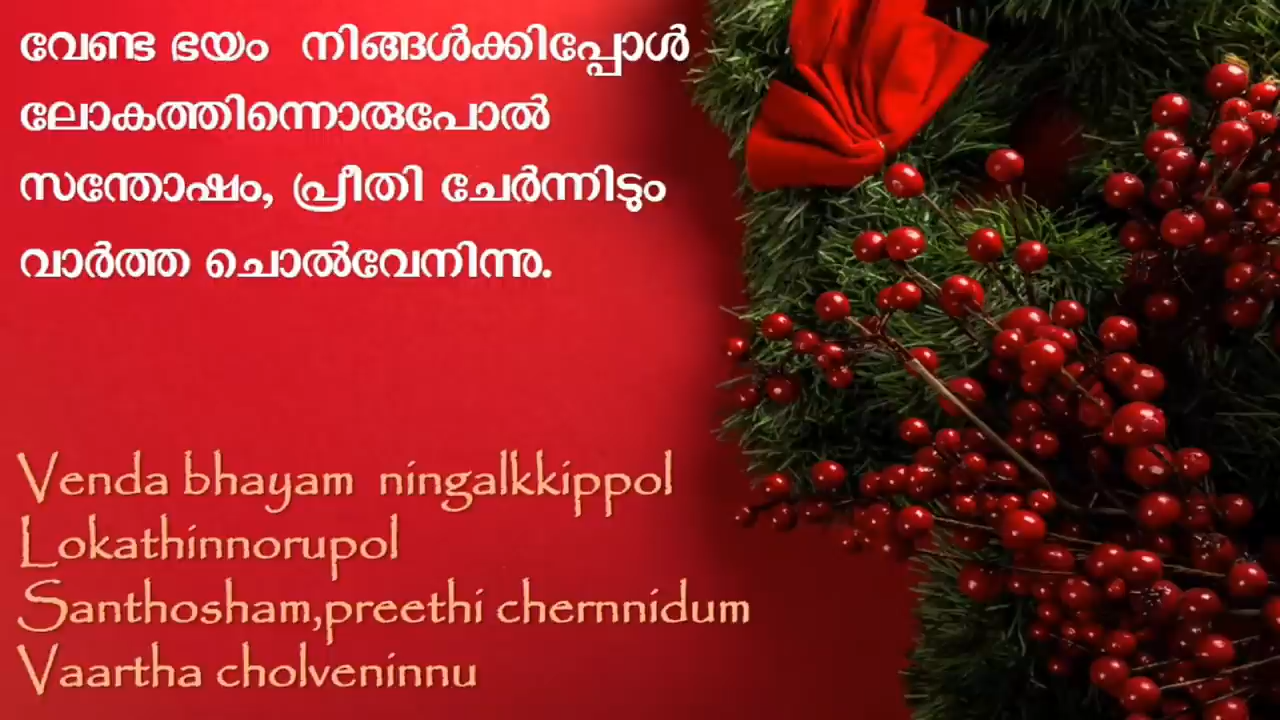 വേണ്ട ഭയം നിങ്ങൾക്കിപ്പോൾ
ലോകത്തിന്നൊരുപോൽ
സന്തോഷം, പ്രീതി ചേർന്നിടും
വാർത്ത ചൊൽവേനിന്നു.
Venda bhayam ningalkkippol
Lokathinnorupol
Santhosham,preethi chernnidum
Vaartha cholveninnu